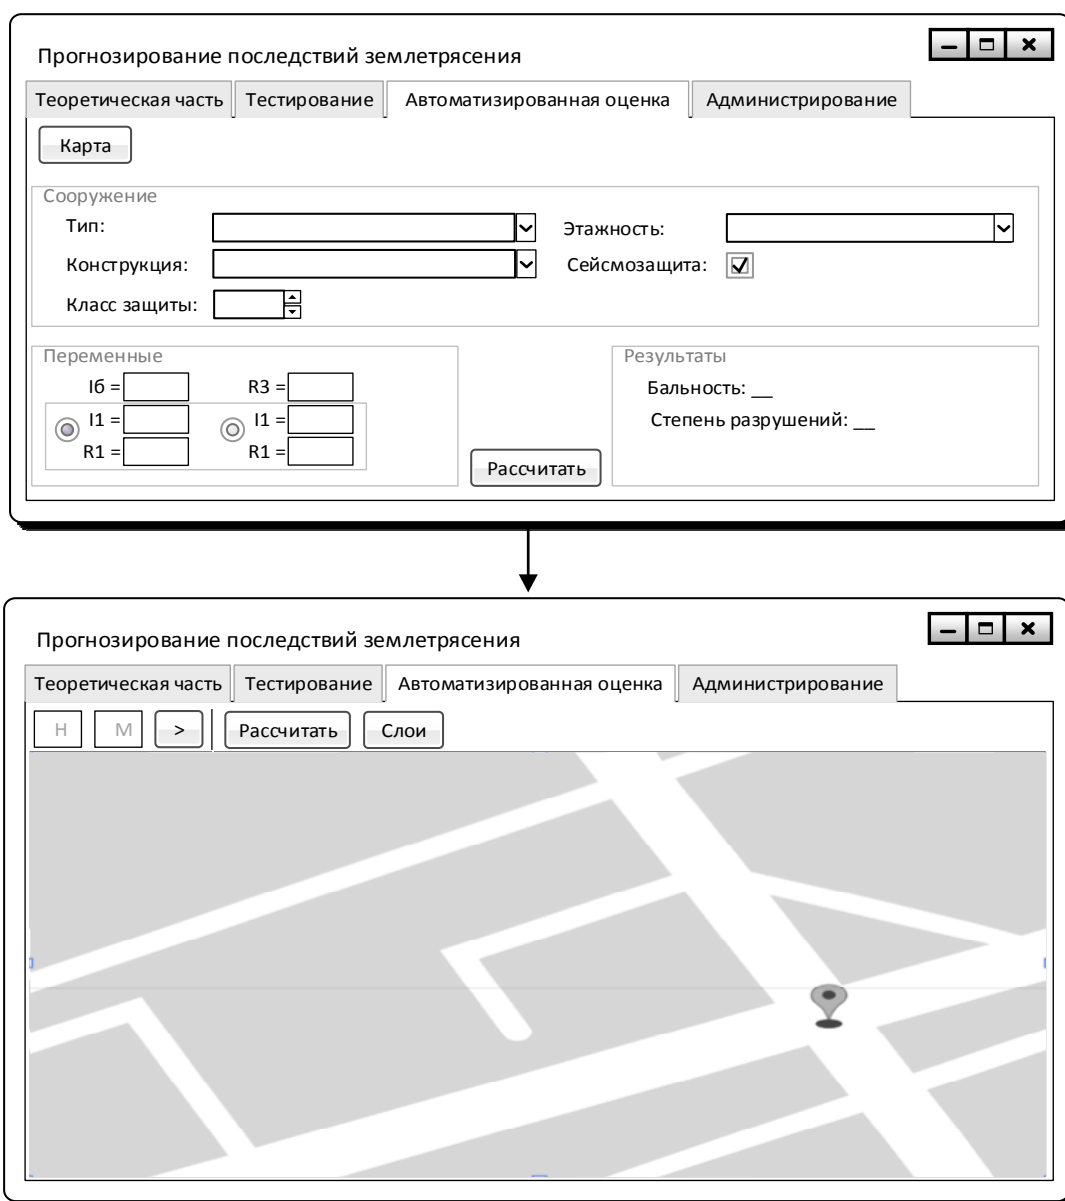 Прогнозирование последствий землетрясения
Теоретическая часть Тестирование Автоматизированная оценка Администрирование
Карта
Сооружение
Тип: Этажность:
Конструкция: Сейсмозащита:
Класс защиты:
Переменные Результаты
Iб = R3 = Бальность: __
I1 = I1 = Степень разрушений: __
R1 = R1 =
Рассчитать
Прогнозирование последствий землетрясения
Теоретическая часть Тестирование Автоматизированная оценка Администрирование
Н М > Рассчитать Слои